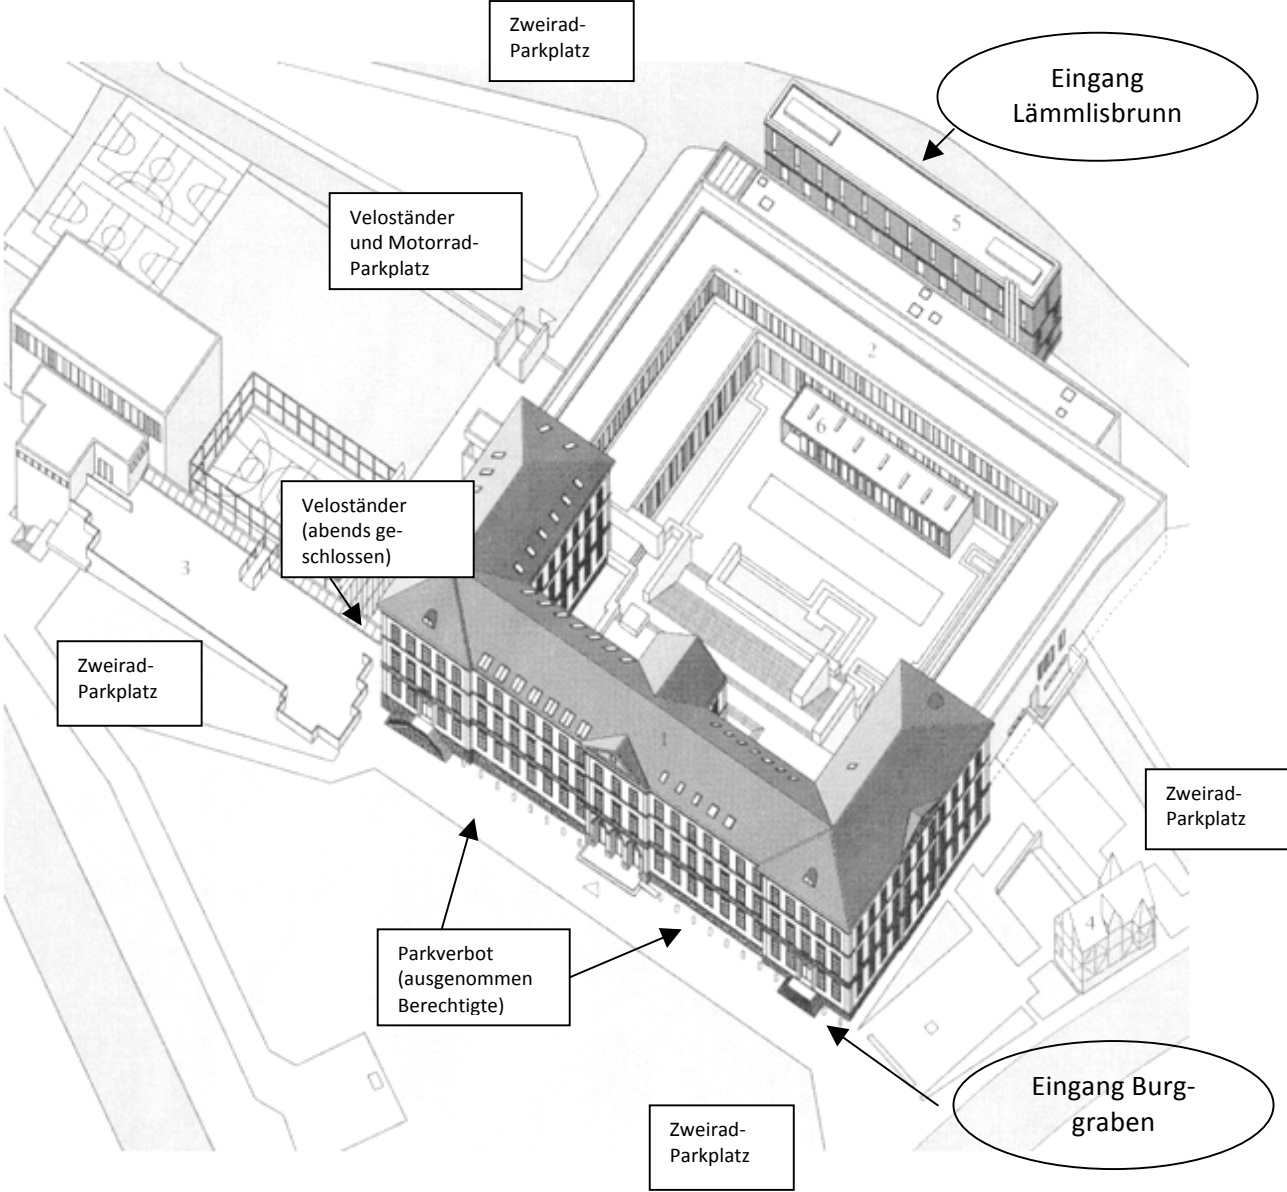 Zweirad-
Parkplatz
Eingang
Lämmlisbrunn
5
Veloständer
und Motorrad-
Parkplatz
2
6
Veloständer
(abends ge-
schlossen)
3
Zweirad-
Parkplatz
1
Zweirad-
Parkplatz
4
Parkverbot
(ausgenommen
Berechtigte)
Eingang Burg-
graben
Zweirad-
Parkplatz